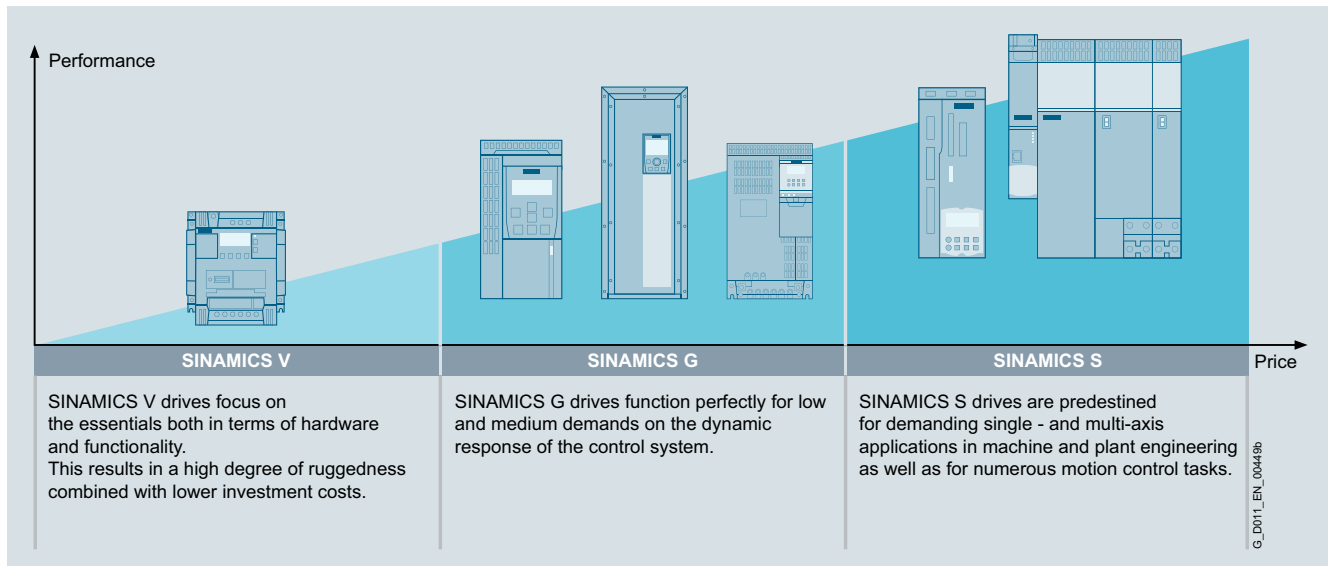 Performance
SINAMICS V
SINAMICS G
SINAMICS S
Price
SINAMICS V drives focus on
the essentials both in terms of hardware
and functionality.
This results in a high degree of ruggedness
combined with lower investment costs.
SINAMICS G drives function perfectly for low
and medium demands on the dynamic
response of the control system.
SINAMICS S drives are predestined
for demanding single - and multi-axis
applications in machine and plant engineering
as well as for numerous motion control tasks.
G_D011_EN_00449b